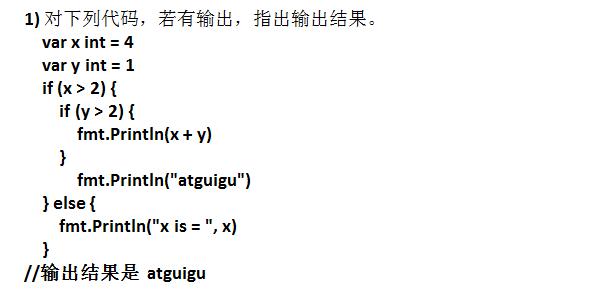 1) 对下列代码，若有输出，指出输出结果。
var x int = 4
var y int = 1
if (x > 2) {
if (y > 2) {
fmt.Println(x + y)
}
fmt.Println("atguigu")
} else {
fmt.Println("x is = ", x)
}
//输出结果是 atguigu